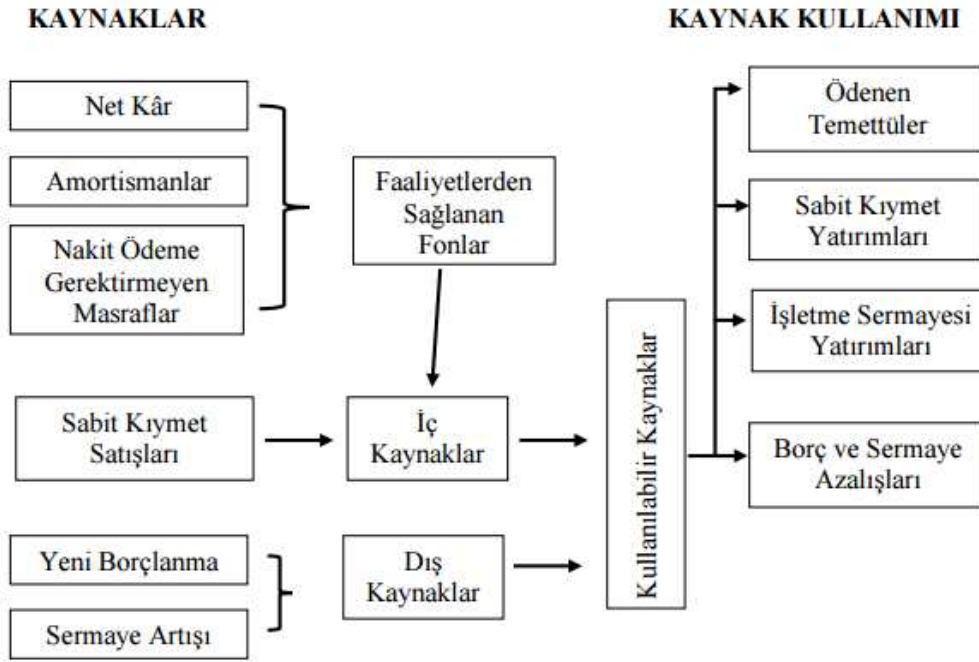 KAYNAKLAR
KAYNAK KULLANIMI
Net Kâr
Amortismanlar
Nakit Ödeme
Gerektirmeyen
Masraflar
Faaliyetlerden
Sağlanan
Fonlar
Sabit Kıymet
Satışları
İç
Kaynaklar
Yeni Borçlanma
Sermaye Artışı
Dış
Kaynaklar
Kullanılabilir Kaynaklar
Ödenen
Temettüler
Sabit Kıymet
Yatırımları
İşletme Sermayesi
Yatırımları
Borç ve Sermaye
Azalışları